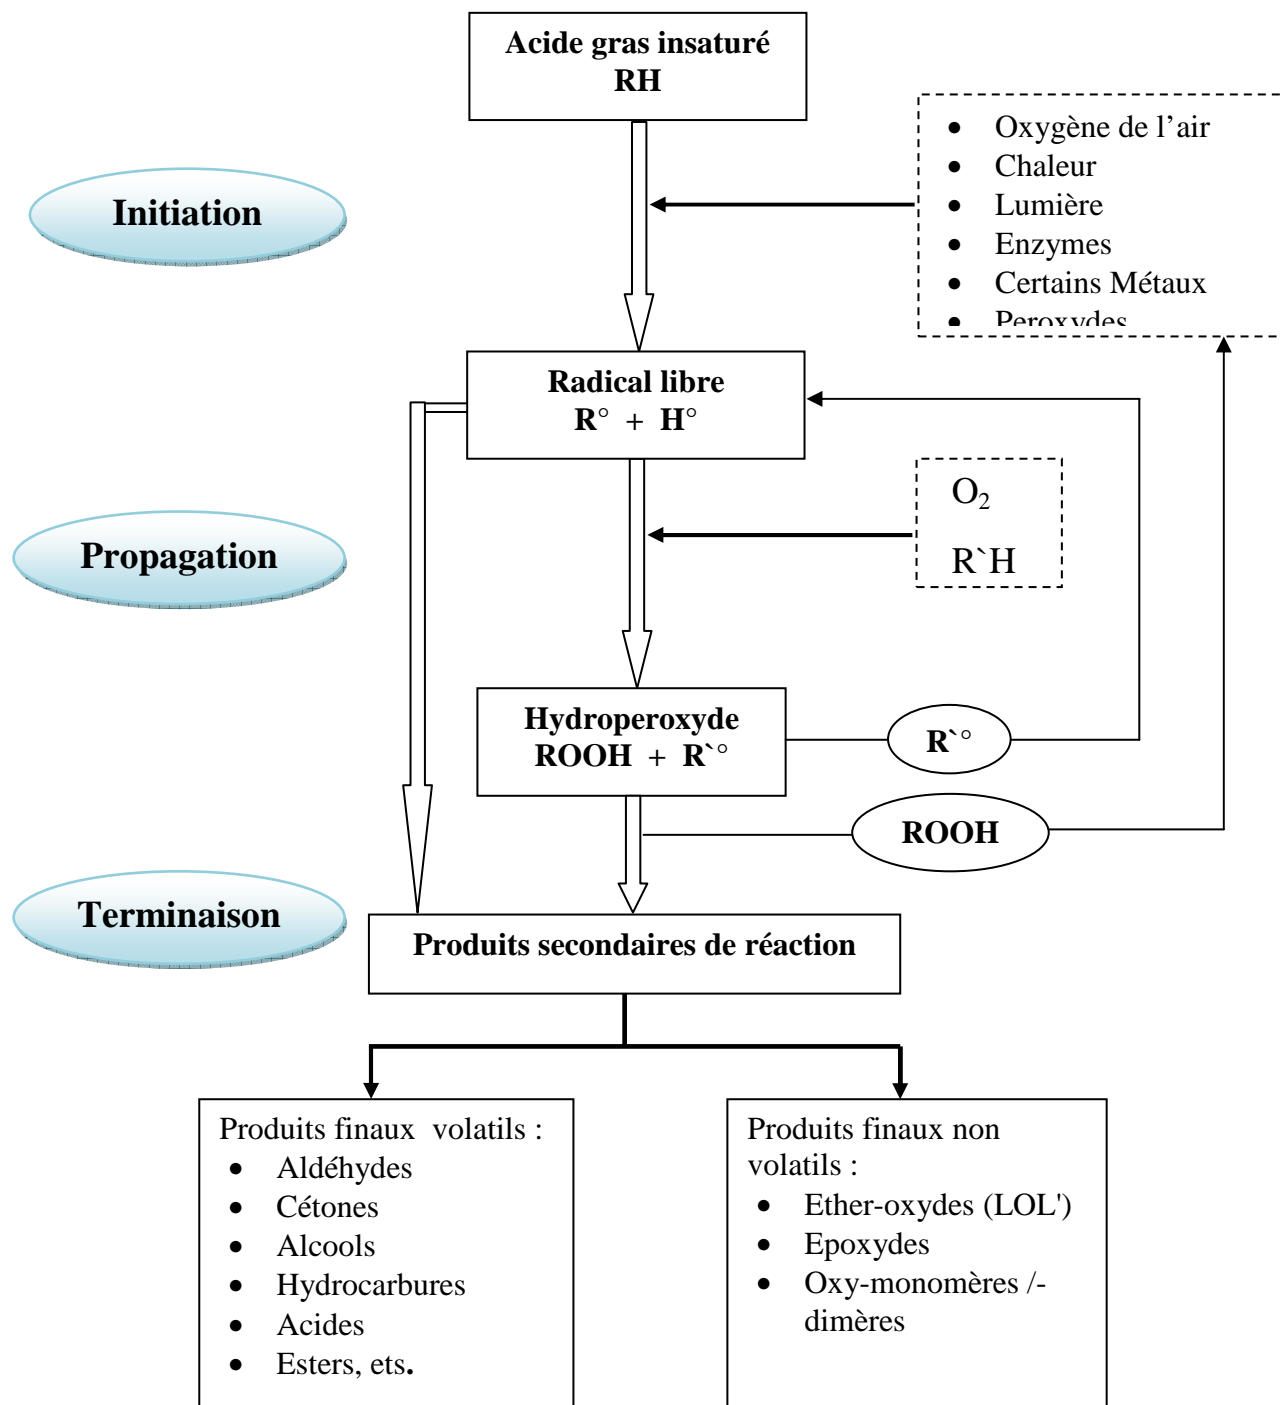 Acide gras insaturé
RH
• Oxygène de l’air
• Chaleur
• Lumière
• Enzymes
• Certains Métaux
• Peroxydes
Initiation
Radical libre
R° + H°
O₂
R`H
Propagation
Hydroperoxyde
ROOH + R`°
R`°
ROOH
Terminaison
Produits secondaires de réaction
Produits finaux volatils :
• Aldéhydes
• Cétones
• Alcools
• Hydrocarbures
• Acides
• Esters, ets.
Produits finaux non
volatils :
• Ether-oxydes (LOL')
• Epoxydes
• Oxy-monomères /-
dimères